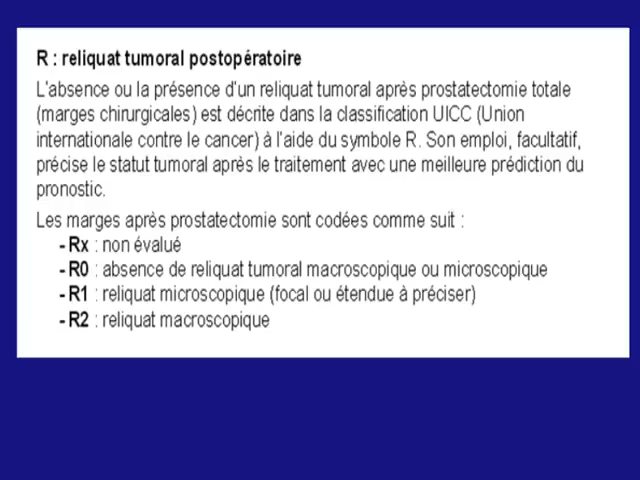 R : reliquat tumoral postopératoire
L'absence ou la présence d'un reliquat tumoral après prostatectomie totale
(marges chirurgicales) est décrite dans la classification UICC (Union
internationale contre le cancer) à l'aide du symbole R. Son emploi, facultatif,
précise le statut tumoral après le traitement avec une meilleure prédiction du
pronostic.
Les marges après prostatectomie sont codées comme suit :
- Rx : non évalué
- R0 : absence de reliquat tumoral macroscopique ou microscopique
- R1 : reliquat microscopique (focal ou étendue à préciser)
- R2 : reliquat macroscopique